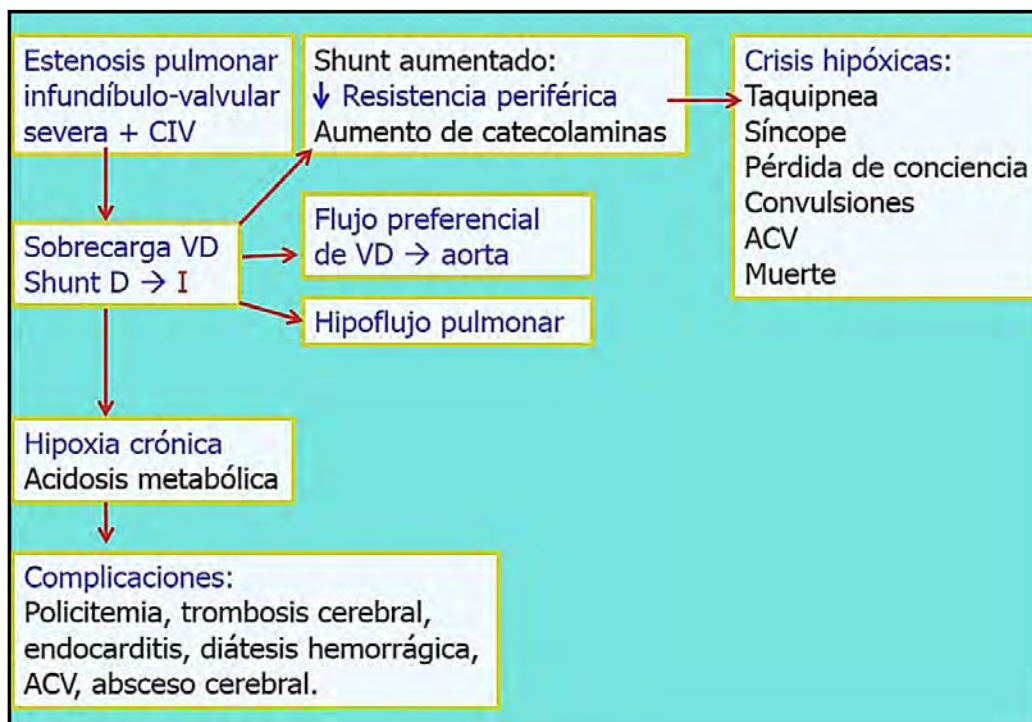 Estenosis pulmonar
infundíbulo-valvular
severa + CIV
Shunt aumentado:
↓ Resistencia periférica
Aumento de catecolaminas
Crisis hipóxicas:
Taquipnea
Síncope
Pérdida de conciencia
Convulsiones
ACV
Muerte
Sobrecarga VD
Shunt D → I
Flujo preferencial
de VD → aorta
Hipoflujo pulmonar
Hipoxia crónica
Acidosis metabólica
Complicaciones:
Policitemia, trombosis cerebral,
endocarditis, diátesis hemorrágica,
ACV, absceso cerebral.